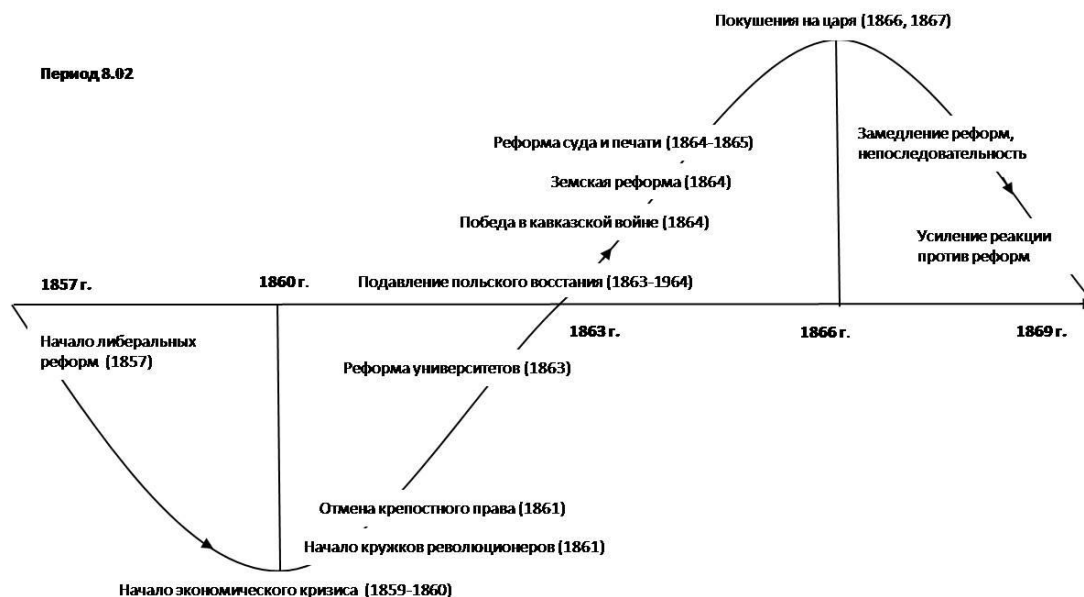 Покушения на царя (1866, 1867)
Период 8.02
Реформа суда и печати (1864-1865)
Замедление реформ,
непоследовательность
Земская реформа (1864)
Победа в кавказской войне (1864)
Усиление реакции
против реформ
1857 г.
1860 г.
Подавление польского восстания (1863-1964)
1863 г.
1866 г.
1869 г.
Начало либеральных
реформ (1857)
Реформа университетов (1863)
Отмена крепостного права (1861)
Начало кружков революционеров (1861)
Начало экономического кризиса (1859-1860)